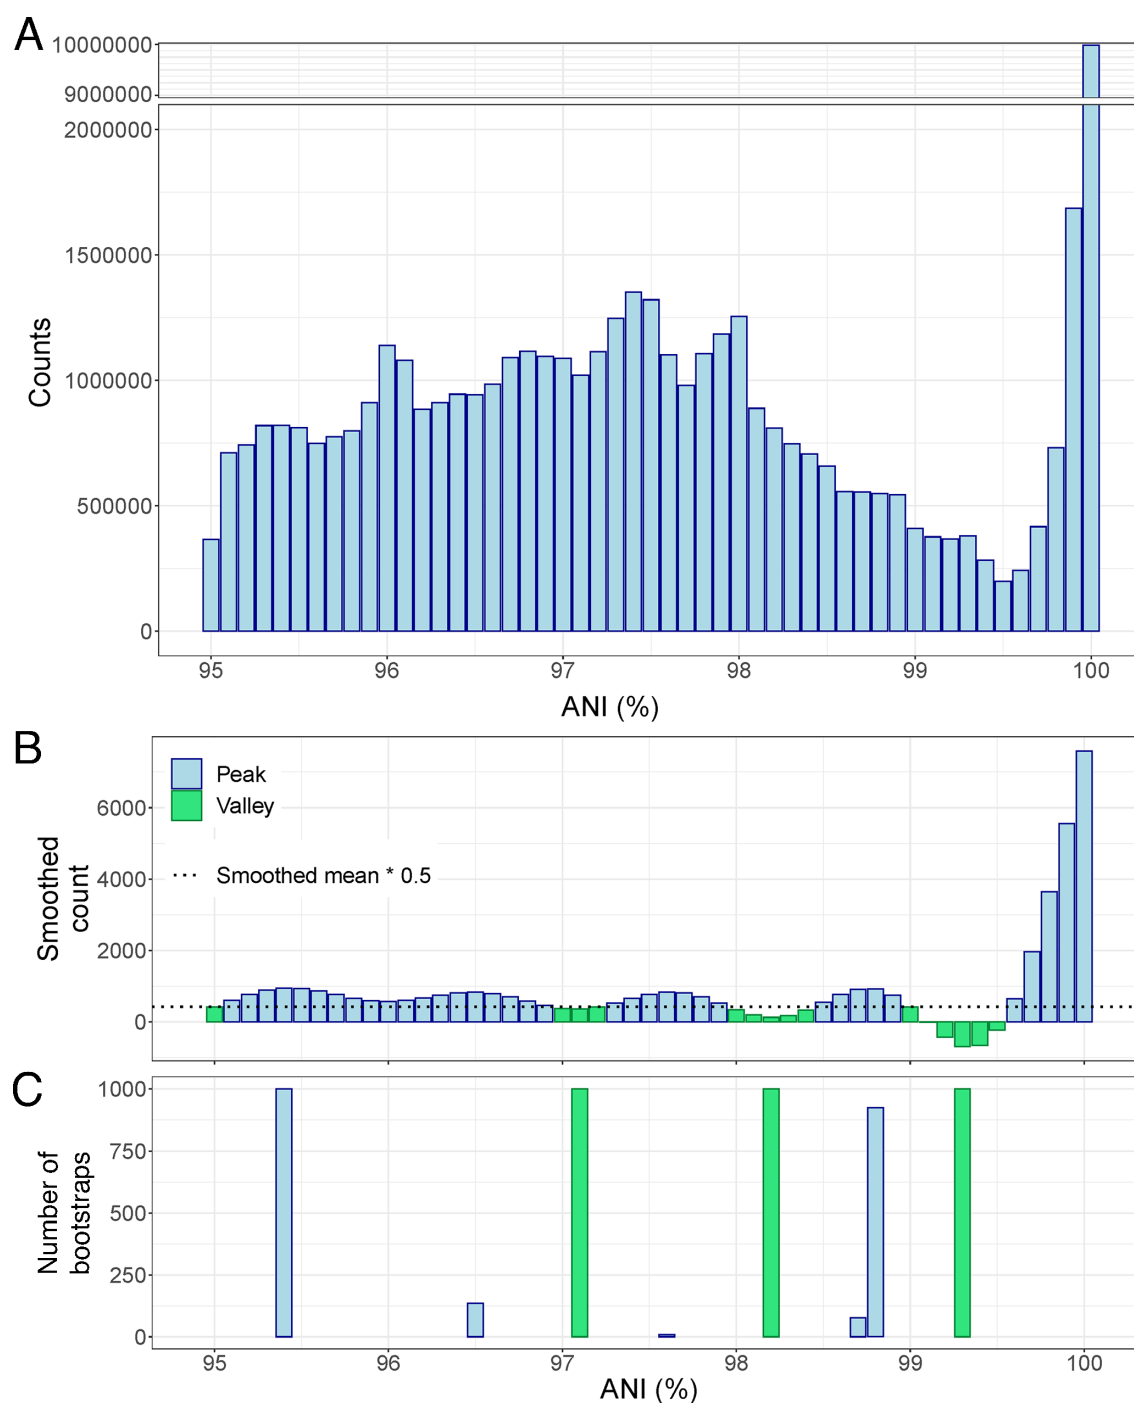 A
10000000
9000000
2000000
1500000
1000000
500000
0
Counts
95 96 97 98 99 100
ANI (%)
B
Peak
Valley
Smoothed mean * 0.5
6000
4000
2000
0
Smoothed
count
C
1000
750
500
250
0
Number of
bootstraps
95 96 97 98 99 100
ANI (%)